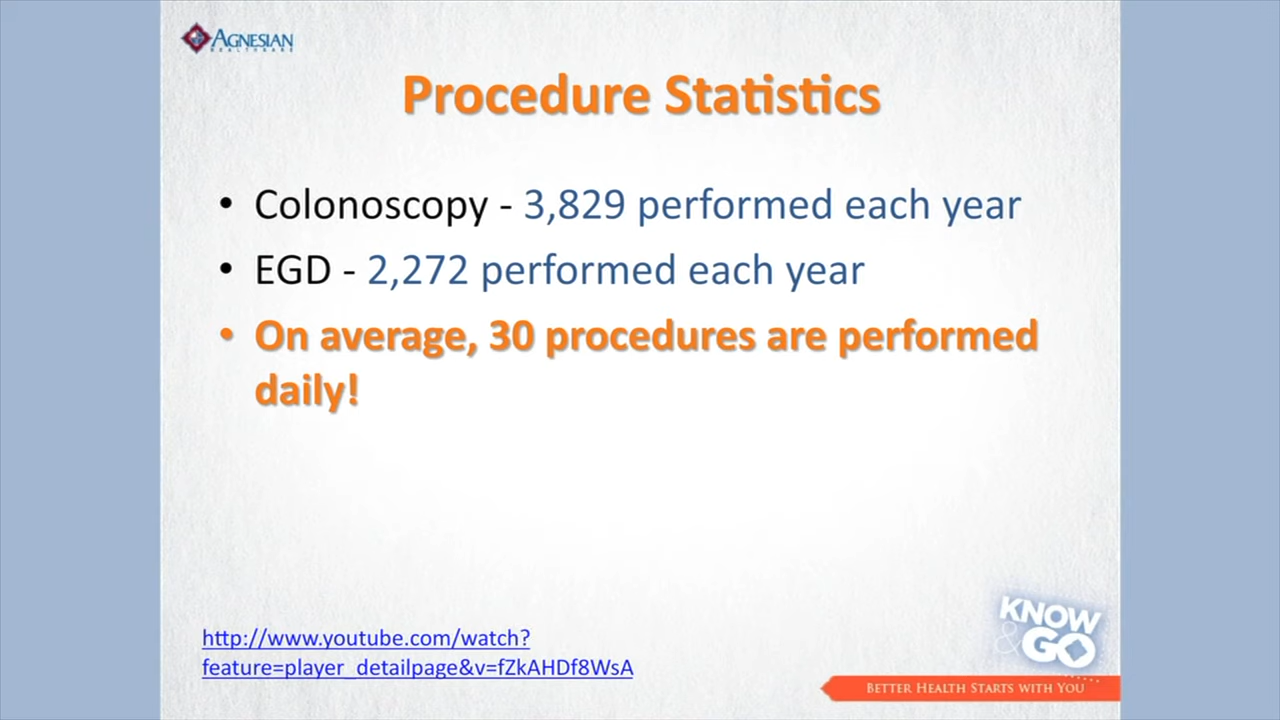 AGNESIAN
HEALTHCARE
Procedure Statistics
• Colonoscopy - 3,829 performed each year
• EGD - 2,272 performed each year
• On average, 30 procedures are performed
daily!
http://www.youtube.com/watch?
feature=player_detailpage&v=fZkAHDf8WsA
KNOW
& GO
BETTER HEALTH STARTS WITH YOU